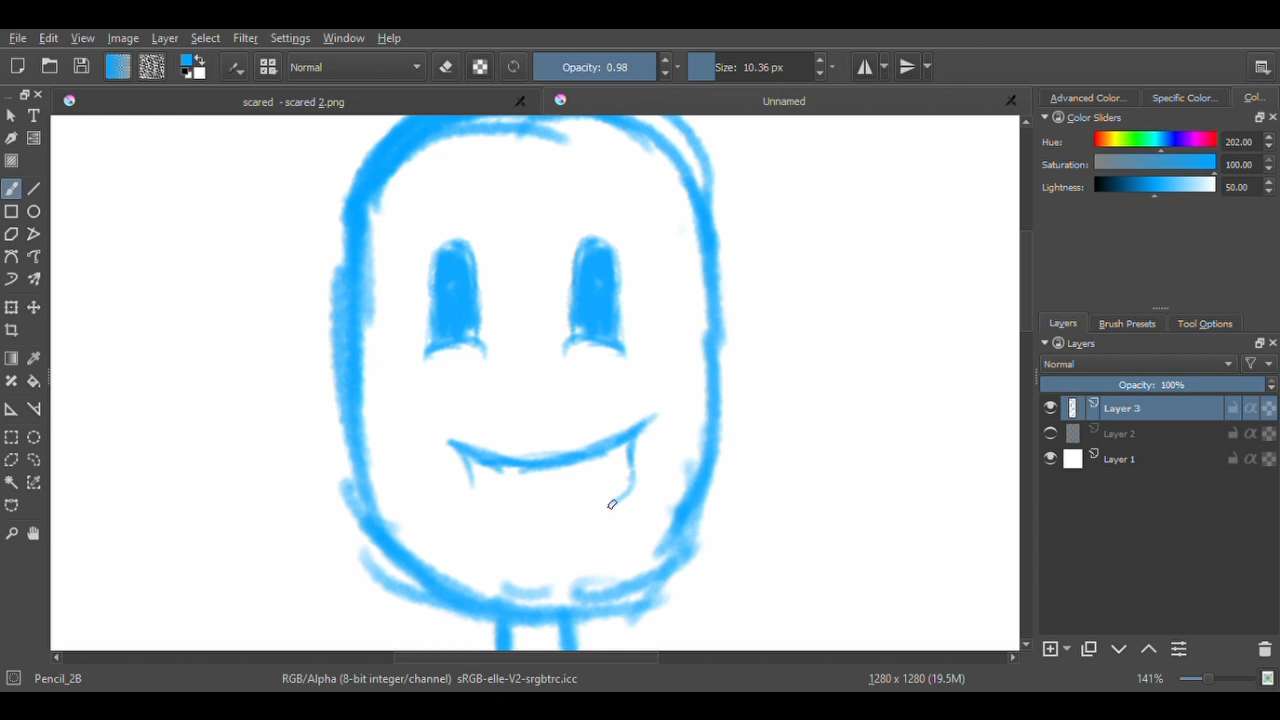 File Edit View Image Layer Select Filter Settings Window Help
Normal Opacity: 0.98 Size: 10.36 px
scared - scared 2.png Unnamed
Advanced Color... Specific Color... Col...
Color Sliders
Hue: 202.00
Saturation: 100.00
Lightness: 50.00
Layers Brush Presets Tool Options
Layers
Normal
Opacity: 100%
Layer 3
Layer 2
Layer 1
Pencil_2B RGB/Alpha (8-bit integer/channel) sRGB-elle-V2-srgbtrc.icc 1280 x 1280 (19.5M) 141%